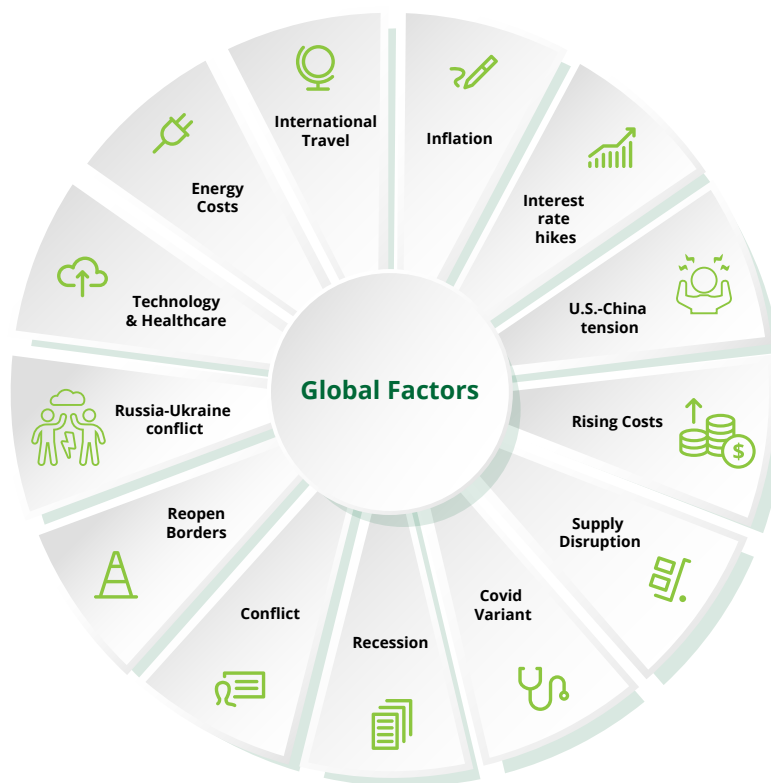 Global Factors
Inflation
Interest
rate
hikes
U.S.-China
tension
Rising Costs
$
Supply
Disruption
Covid
Variant
Recession
Conflict
Reopen
Borders
Russia-Ukraine
conflict
Technology
& Healthcare
Energy
Costs
International
Travel